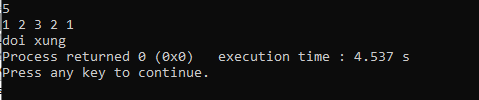 5
1 2 3 2 1
doi xung
Process returned 0 (0x0)   execution time : 4.537 s
Press any key to continue.